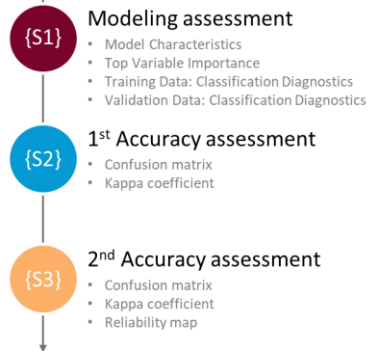 {S1}
Modeling assessment
• Model Characteristics
• Top Variable Importance
• Training Data: Classification Diagnostics
• Validation Data: Classification Diagnostics
{S2}
1st Accuracy assessment
• Confusion matrix
• Kappa coefficient
{S3}
2nd Accuracy assessment
• Confusion matrix
• Kappa coefficient
• Reliability map